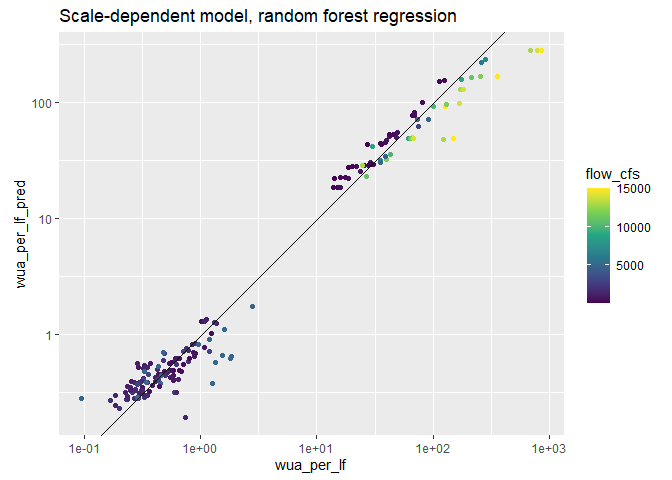 Scale-dependent model, random forest regression
wua_per_lf_pred
100
10
1
1e-01 1e+00 1e+01 1e+02 1e+03
wua_per_lf
flow_cfs
15000
10000
5000